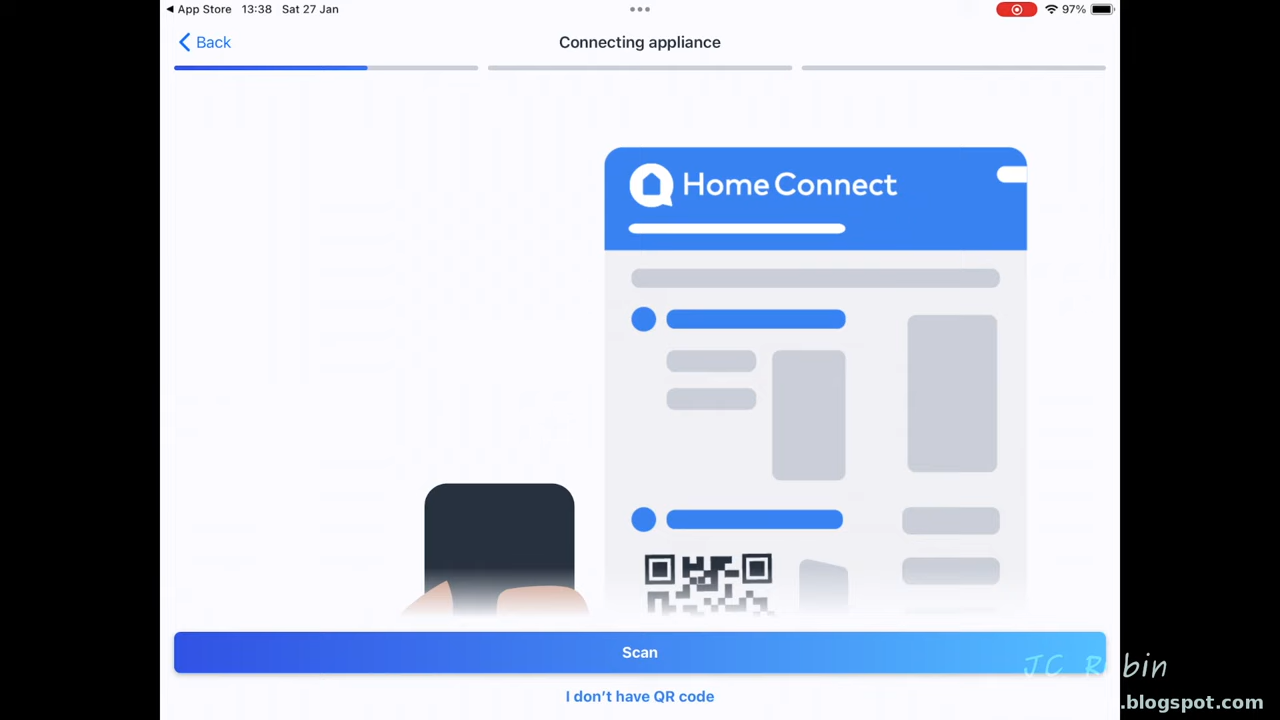 App Store 13:38 Sat 27 Jan
97%
Back
Connecting appliance
Home Connect
Scan
I don't have QR code
JC
.blogspot.com